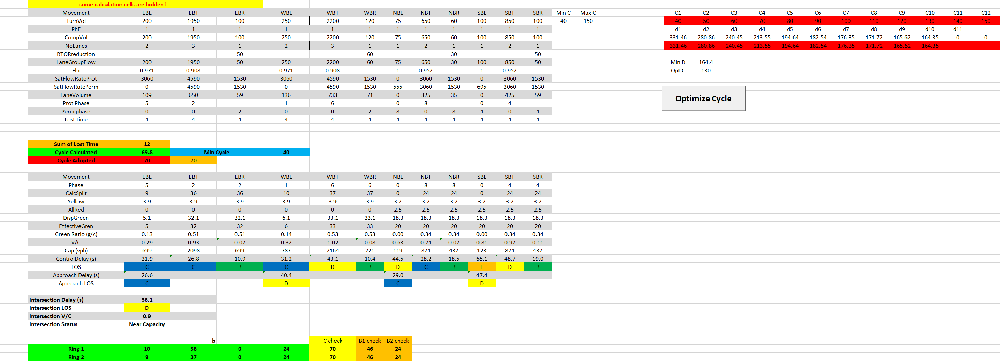 some calculation cells are hidden!
Movement EBL EBT EBR WBL WBT WBR NBL NBT NBR SBL SBT SBR Min C Max C C1 C2 C3 C4 C5 C6 C7 C8 C9 C10 C11 C12
TurnVol 200 1950 100 250 2200 120 75 650 60 100 850 100 40 150 40 50 60 70 80 90 100 110 120 130 140 150
PhF 1 1 1 1 1 1 1 1 1 1 1 1 d1 d2 d3 d4 d5 d6 d7 d8 d9 d10 d11
CompVol 200 1950 100 250 2200 120 75 650 60 100 850 100 331.46 280.86 240.45 213.55 194.64 182.54 176.35 171.72 165.62 164.35 0 0
NoLanes 2 3 1 2 3 1 1 2 1 1 2 1 331.46 280.86 240.45 213.55 194.64 182.54 176.35 171.72 165.62 164.35
RTORreduction 50 60 30 50
LaneGroupFlow 200 1950 50 250 2200 60 75 650 30 100 850 50 Min D 164.4
Flu 0.971 0.908 0.971 0.908 1 0.952 1 0.952 Opt C 130
SatFlowRateProt 3060 4590 1530 3060 4590 1530 0 3060 1530 0 3060 1530
SatFlowRatePerm 0 4590 1530 0 4590 1530 555 3060 1530 695 3060 1530
LaneVolume 109 650 59 136 733 71 0 325 35 0 425 59
Optimize Cycle
Prot Phase 5 2 1 6 0 8 0 4
Perm phase 0 0 2 0 0 2 8 0 8 4 0 4
Lost time 4 4 4 4 4 4 4 4 4 4 4 4
Sum of Lost Time 12
Cycle Calculated 69.8 Min Cycle 40
Cycle Adopted 70 70
Movement EBL EBT EBR WBL WBT WBR NBL NBT NBR SBL SBT SBR
Phase 5 2 2 1 6 6 0 8 8 0 4 4
CalcSplit 9 36 36 10 37 37 0 24 24 0 24 24
Yellow 3.9 3.9 3.9 3.9 3.9 3.9 3.2 3.2 3.2 3.2 3.2 3.2
AllRed 0 0 0 0 0 0 2.5 2.5 2.5 2.5 2.5 2.5
DispGreen 5.1 32.1 32.1 6.1 33.1 33.1 18.3 18.3 18.3 18.3 18.3 18.3
EffectiveGren 5 32 32 6 33 33 20 20 20 20 20 20
Green Ratio (g/c) 0.13 0.51 0.51 0.14 0.53 0.53 0.00 0.34 0.34 0.00 0.34 0.34
V/C 0.29 0.93 0.07 0.32 1.02 0.08 0.63 0.74 0.07 0.81 0.97 0.11
Cap (vph) 699 2098 699 787 2164 721 119 874 437 123 874 437
ControlDelay (s) 31.9 26.8 10.9 31.2 43.1 10.4 44.5 28.2 18.5 65.1 48.7 19.0
LOS C C B C D B D C B E D B
Approach Delay (s) 26.6 40.4 29.0 47.4
Approach LOS C D C D
Intersection Delay (s) 36.1
Intersection LOS D
Intersection V/C 0.9
Intersection Status Near Capacity
b C check B1 check B2 check
Ring 1 10 36 0 24 70 46 24
Ring 2 9 37 0 24 70 46 24